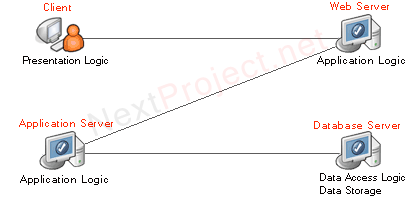 Client
Web Server
Presentation Logic
Application Logic
NextProject.net
Application Server
Database Server
Application Logic
Data Access Logic
Data Storage